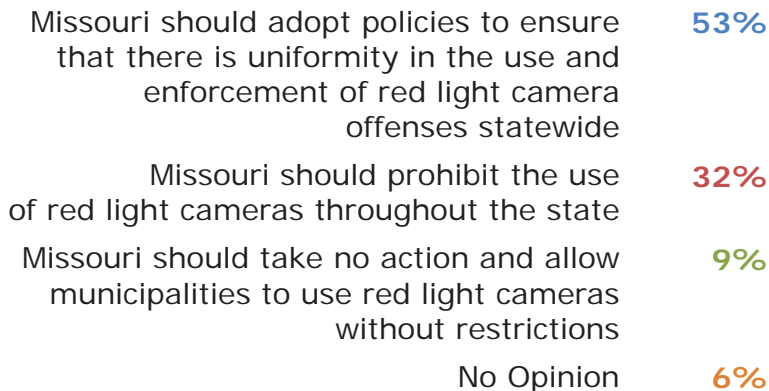 Missouri should adopt policies to ensure 53%
that there is uniformity in the use and
enforcement of red light camera
offenses statewide
Missouri should prohibit the use 32%
of red light cameras throughout the state
Missouri should take no action and allow 9%
municipalities to use red light cameras
without restrictions
No Opinion 6%